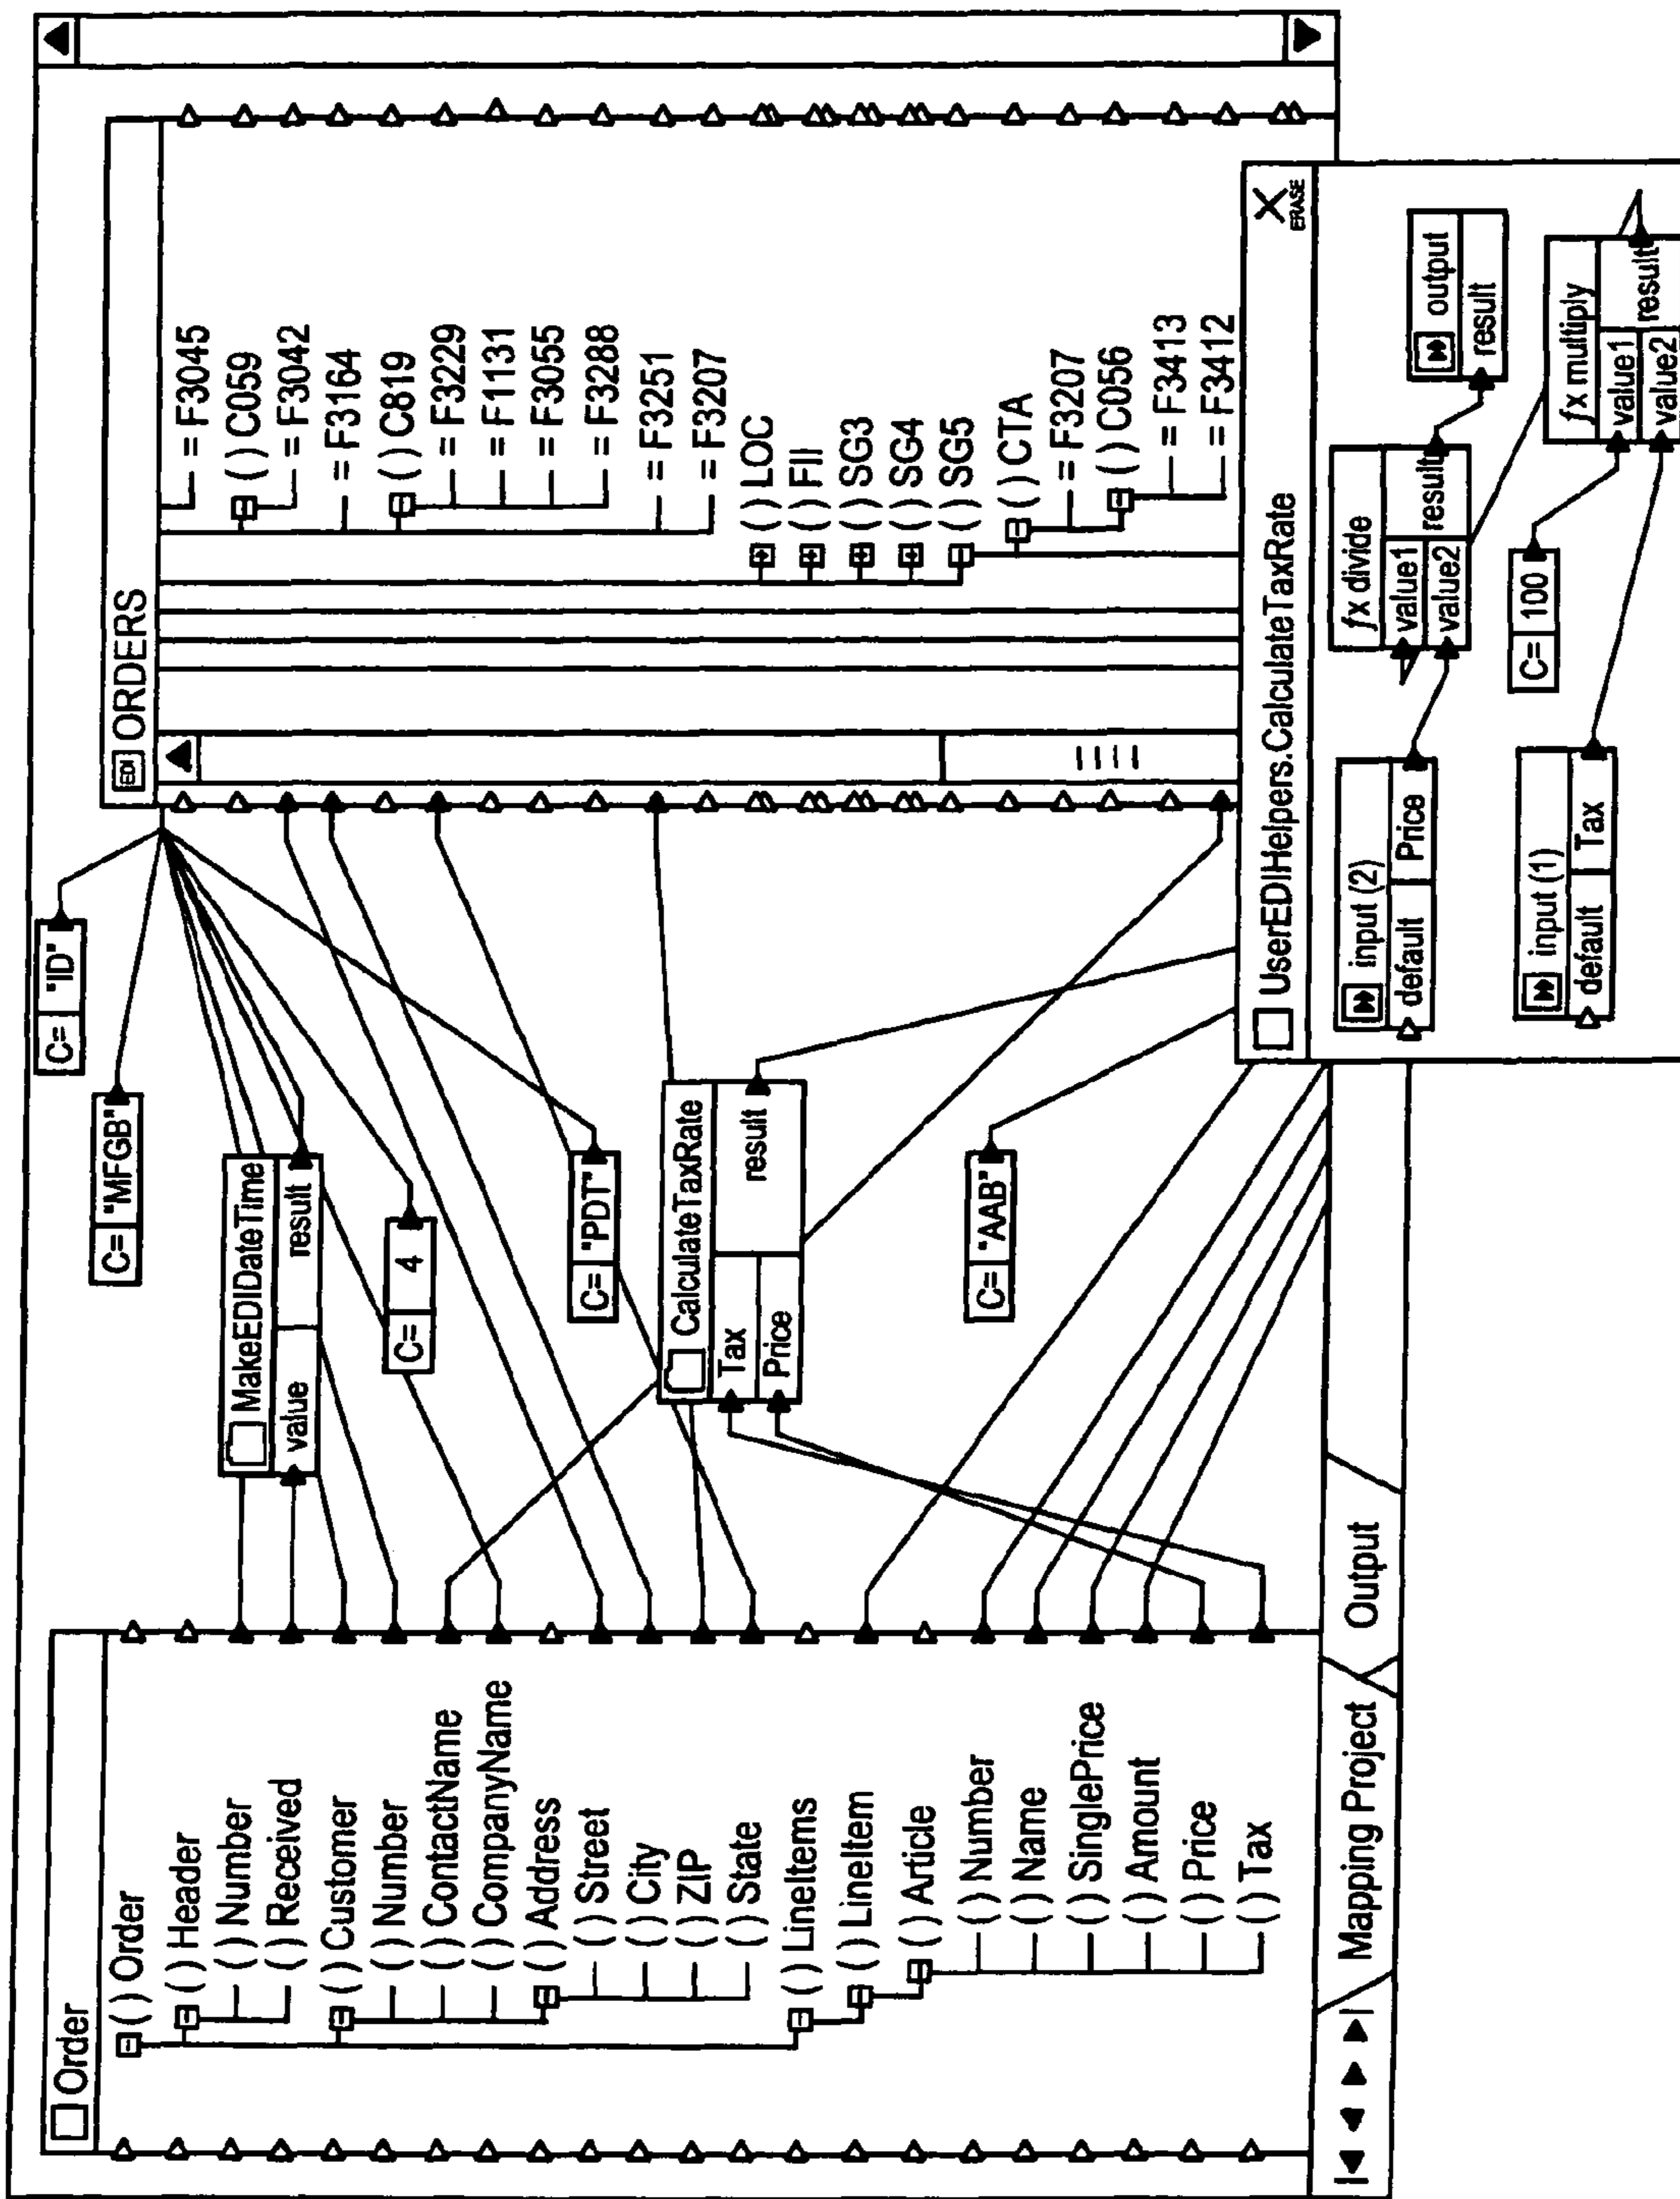 Order
( ) Order
( ) Header
( ) Number
( ) Received
( ) Customer
( ) Number
( ) ContactName
( ) CompanyName
( ) Address
( ) Street
( ) City
( ) ZIP
( ) State
( ) LineItems
( ) LineItem
( ) Article
( ) Number
( ) Name
( ) SinglePrice
( ) Amount
( ) Price
( ) Tax
C= "ID"
C= "MFGB"
MakeEDIDateTime
value result
C= 4
C= "PDT"
CalculateTaxRate
Tax result
Price
C= "AAB"
EDI ORDERS
= F3045
( ) C059
= F3042
= F3164
( ) C819
= F3229
= F1131
= F3055
= F3288
= F3251
= F3207
( ) LOC
( ) FII
( ) SG3
( ) SG4
( ) SG5
( ) CTA
= F3207
( ) C056
= F3413
= F3412
UserEDIHelpers.CalculateTaxRate
ERASE
input (2)
default Price
fx divide
value1 result
value2
output
result
C= 100
input (1)
default Tax
fx multiply
value1 result
value2
Mapping Project
Output